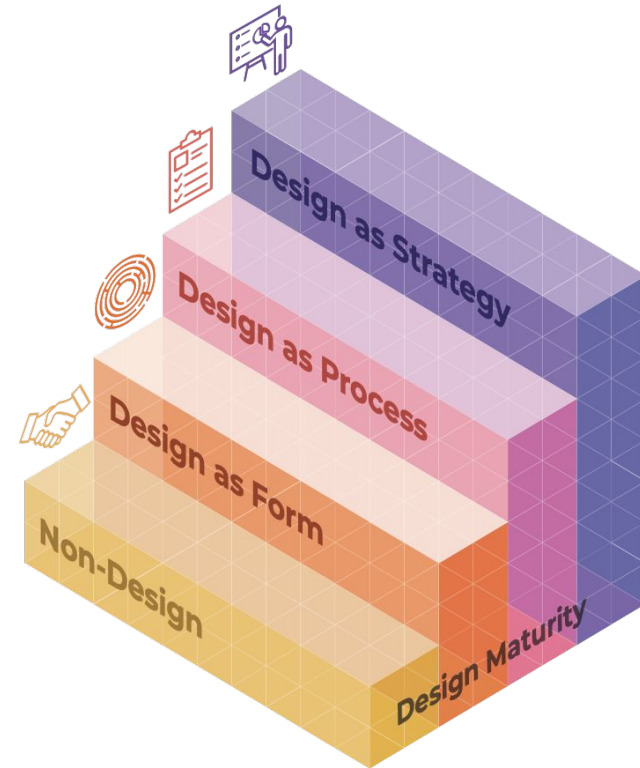 Design as Strategy
Design as Process
Design as Form
Non-Design
Design Maturity